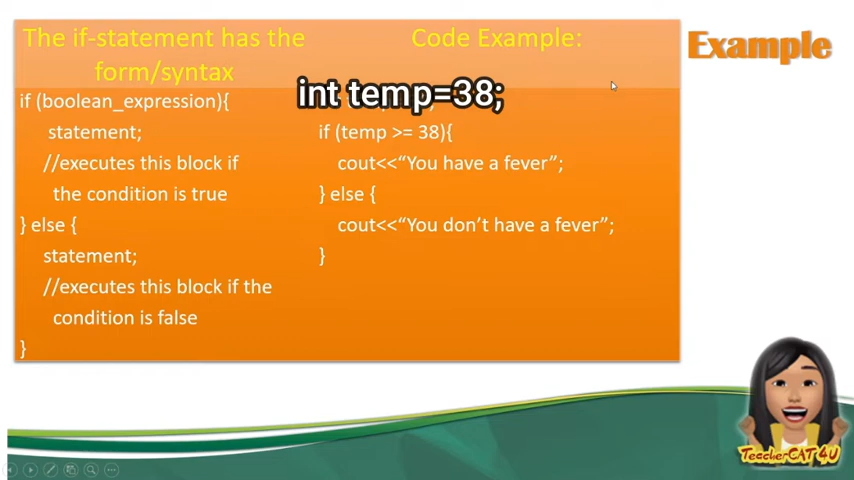 The if-statement has the
form/syntax
Code Example:
Example
int temp=38;
if (boolean_expression){
statement;
//executes this block if
the condition is true
} else {
statement;
//executes this block if the
condition is false
}
if (temp >= 38){
cout<<“You have a fever”;
} else {
cout<<“You don’t have a fever”;
}
TeacherCAT4U